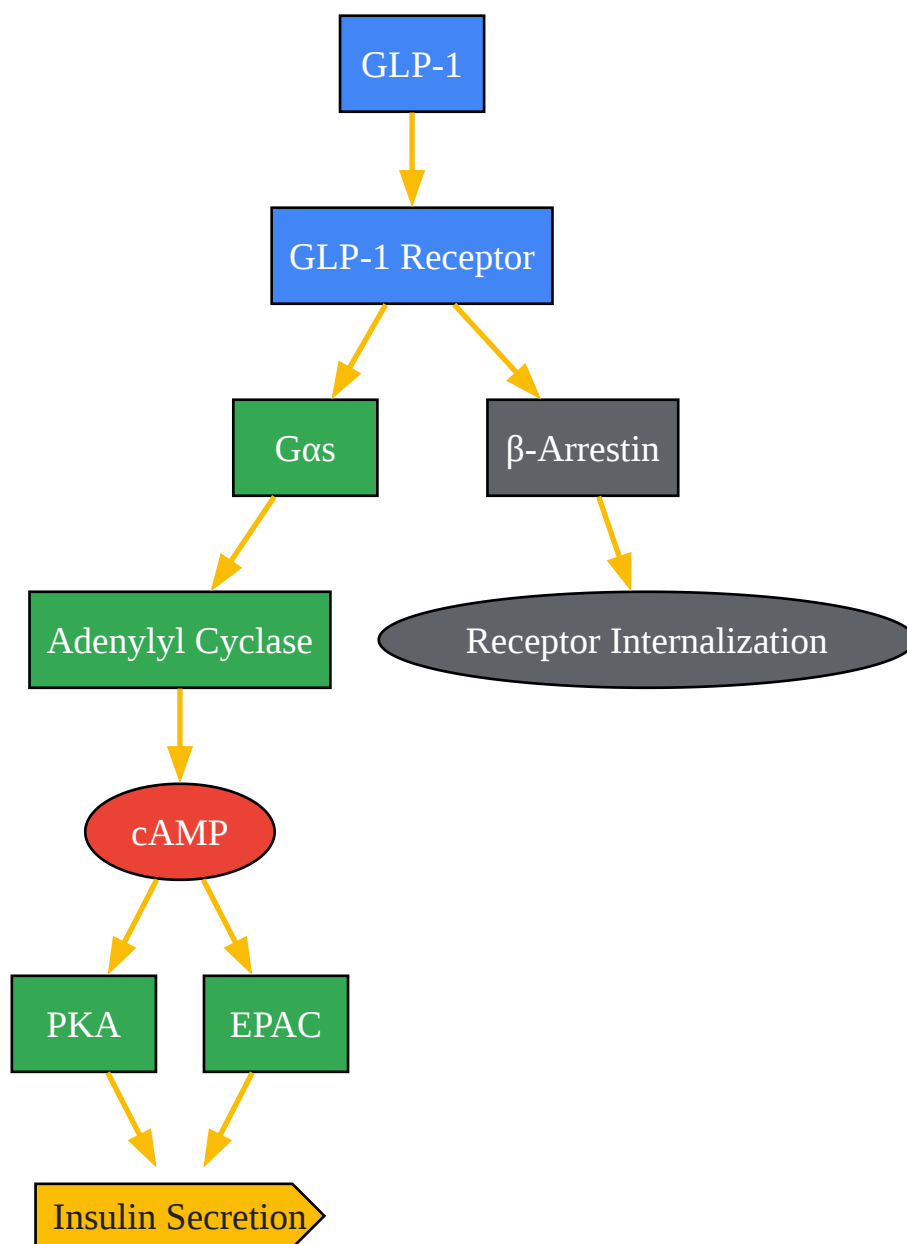 GLP-1
GLP-1 Receptor
Gαs
β-Arrestin
Adenylyl Cyclase
Receptor Internalization
cAMP
PKA
EPAC
Insulin Secretion